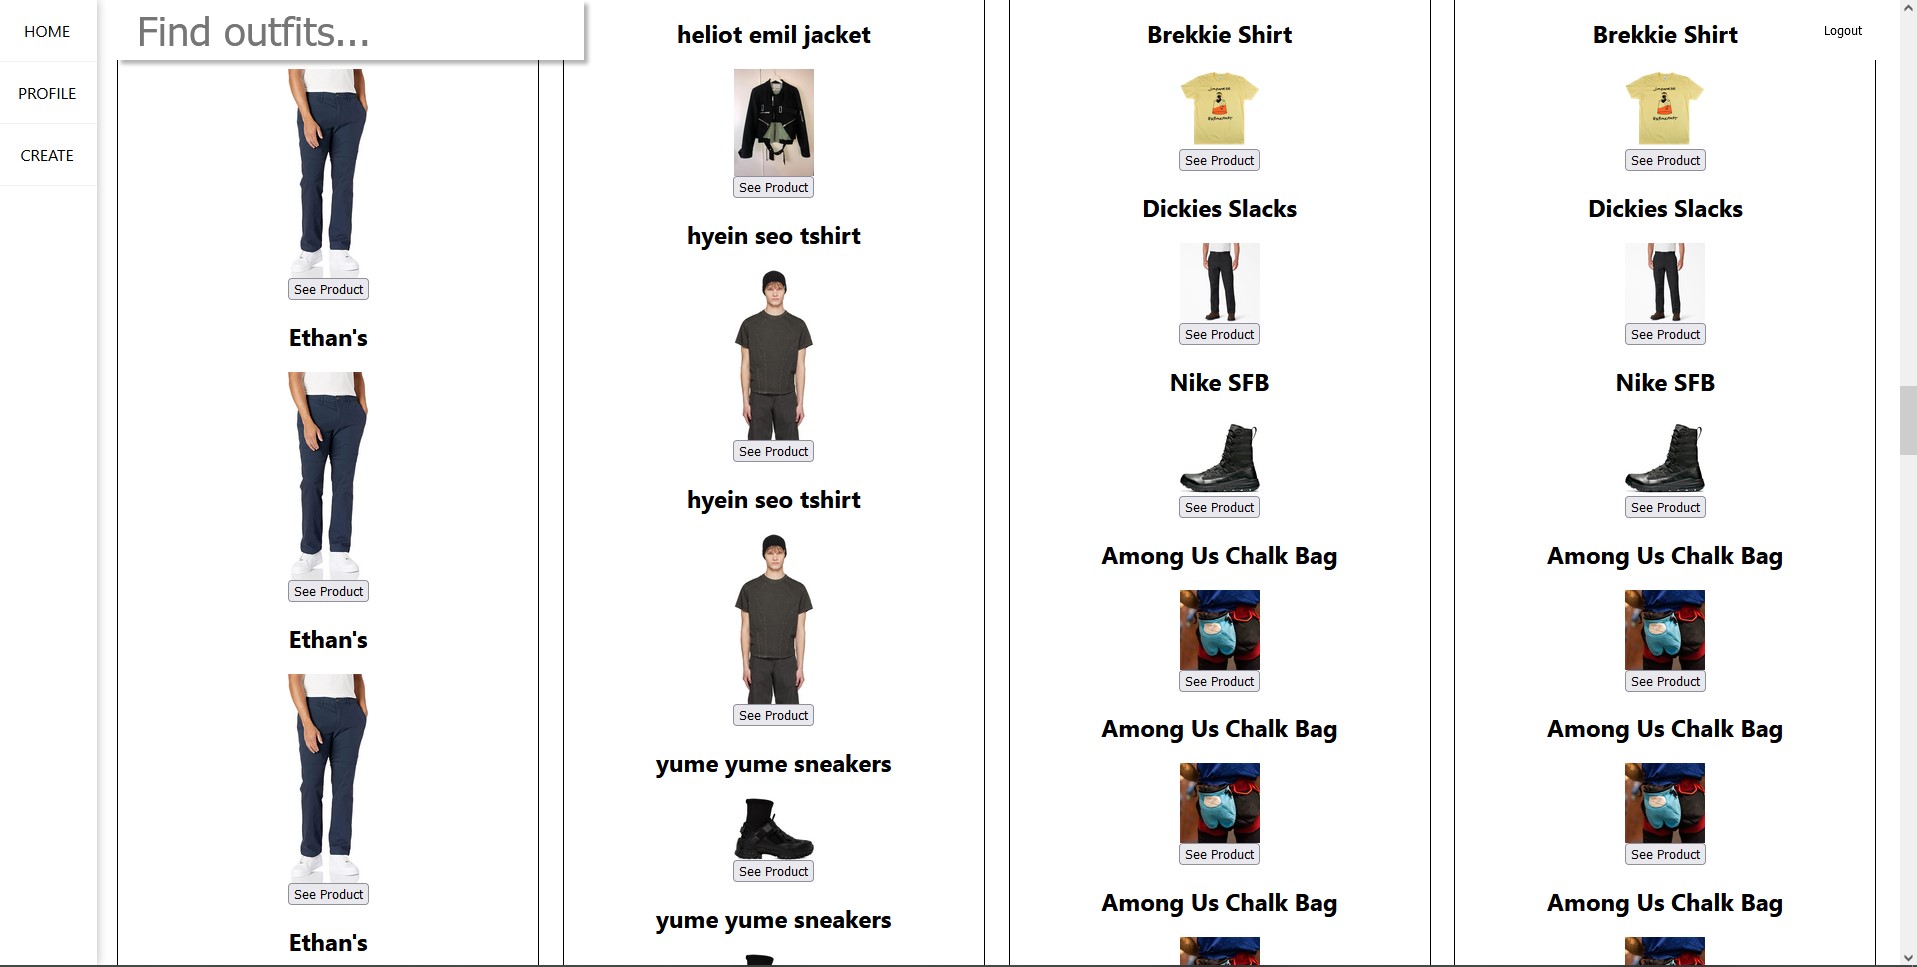 HOME
PROFILE
CREATE
Find outfits...
Logout
See Product
Ethan's
See Product
Ethan's
See Product
Ethan's
heliot emil jacket
See Product
hyein seo tshirt
See Product
hyein seo tshirt
See Product
yume yume sneakers
See Product
yume yume sneakers
Brekkie Shirt
JAPANESE
BREAKFAST
See Product
Dickies Slacks
See Product
Nike SFB
See Product
Among Us Chalk Bag
See Product
Among Us Chalk Bag
See Product
Among Us Chalk Bag
Brekkie Shirt
JAPANESE
BREAKFAST
See Product
Dickies Slacks
See Product
Nike SFB
See Product
Among Us Chalk Bag
See Product
Among Us Chalk Bag
See Product
Among Us Chalk Bag